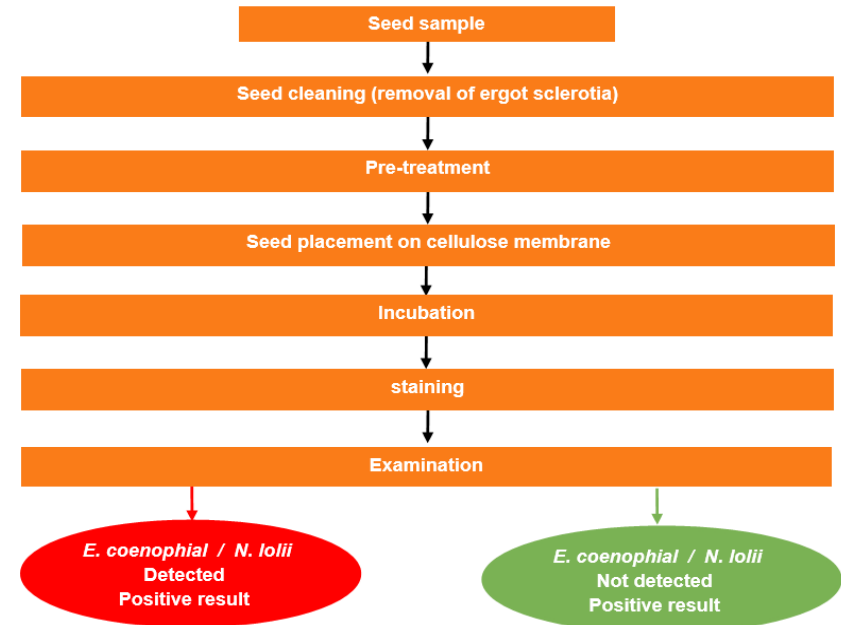 Seed sample
Seed cleaning (removal of ergot sclerotia)
Pre-treatment
Seed placement on cellulose membrane
Incubation
staining
Examination
E. coenophial / N. lolii
Detected
Positive result
E. coenophial / N. lolii
Not detected
Positive result